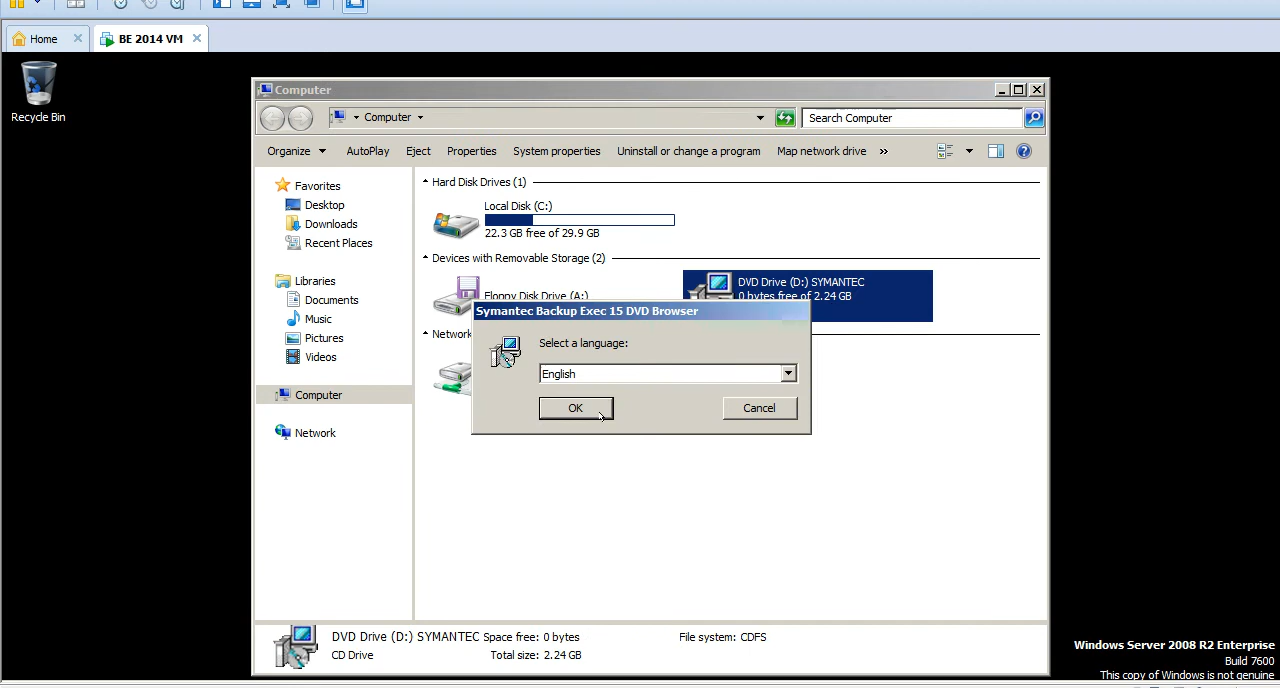 Home
BE 2014 VM
Recycle Bin
Computer
Computer
Search Computer
Organize AutoPlay Eject Properties System properties Uninstall or change a program Map network drive »
Favorites
Desktop
Downloads
Recent Places
Libraries
Documents
Music
Pictures
Videos
Computer
Network
Hard Disk Drives (1)
Local Disk (C:)
22.3 GB free of 29.9 GB
Devices with Removable Storage (2)
Floppy Disk Drive (A:)
DVD Drive (D:) SYMANTEC
0 bytes free of 2.24 GB
Network
Symantec Backup Exec 15 DVD Browser
Select a language:
English
OK Cancel
DVD Drive (D:) SYMANTEC Space free: 0 bytes File system: CDFS
CD Drive Total size: 2.24 GB
Windows Server 2008 R2 Enterprise
Build 7600
This copy of Windows is not genuine